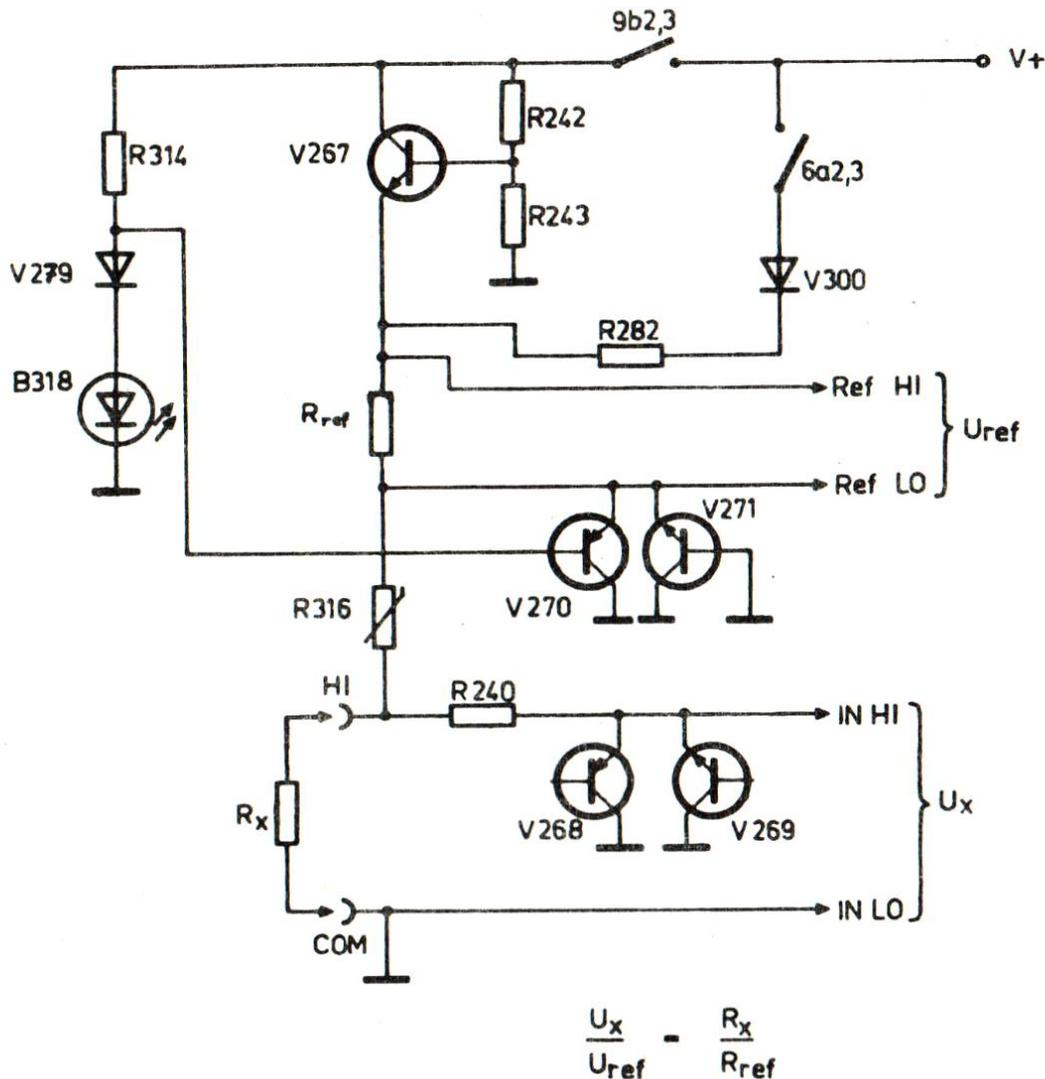 9b2,3
V+
R314
V267
R242
6a2,3
R243
V279
V300
R282
B318
Ref HI
Rref
Uref
Ref LO
V271
R316
V270
HI
R240
IN HI
Rx
V268
V269
Ux
IN LO
COM
Ux/Uref - Rx/Rref